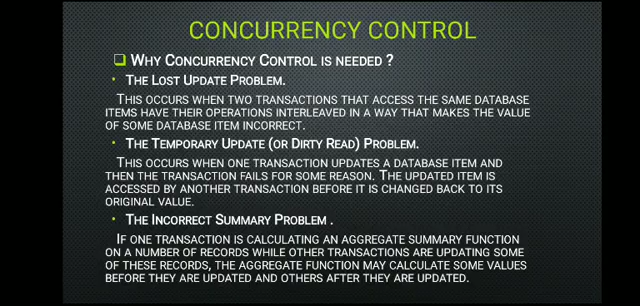 CONCURRENCY CONTROL
❑ WHY CONCURRENCY CONTROL IS NEEDED ?
• THE LOST UPDATE PROBLEM.
THIS OCCURS WHEN TWO TRANSACTIONS THAT ACCESS THE SAME DATABASE
ITEMS HAVE THEIR OPERATIONS INTERLEAVED IN A WAY THAT MAKES THE VALUE
OF SOME DATABASE ITEM INCORRECT.
• THE TEMPORARY UPDATE (OR DIRTY READ) PROBLEM.
THIS OCCURS WHEN ONE TRANSACTION UPDATES A DATABASE ITEM AND
THEN THE TRANSACTION FAILS FOR SOME REASON. THE UPDATED ITEM IS
ACCESSED BY ANOTHER TRANSACTION BEFORE IT IS CHANGED BACK TO ITS
ORIGINAL VALUE.
• THE INCORRECT SUMMARY PROBLEM .
IF ONE TRANSACTION IS CALCULATING AN AGGREGATE SUMMARY FUNCTION
ON A NUMBER OF RECORDS WHILE OTHER TRANSACTIONS ARE UPDATING SOME
OF THESE RECORDS, THE AGGREGATE FUNCTION MAY CALCULATE SOME VALUES
BEFORE THEY ARE UPDATED AND OTHERS AFTER THEY ARE UPDATED.